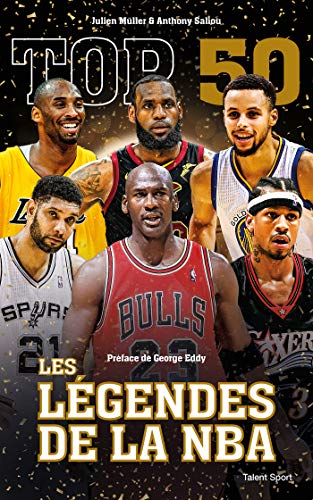 Julien Müller & Anthony Saliou
TOP 50
SPURS
21
BULLS
23
Préface de George Eddy
LES
LÉGENDES
DE LA NBA
Talent Sport